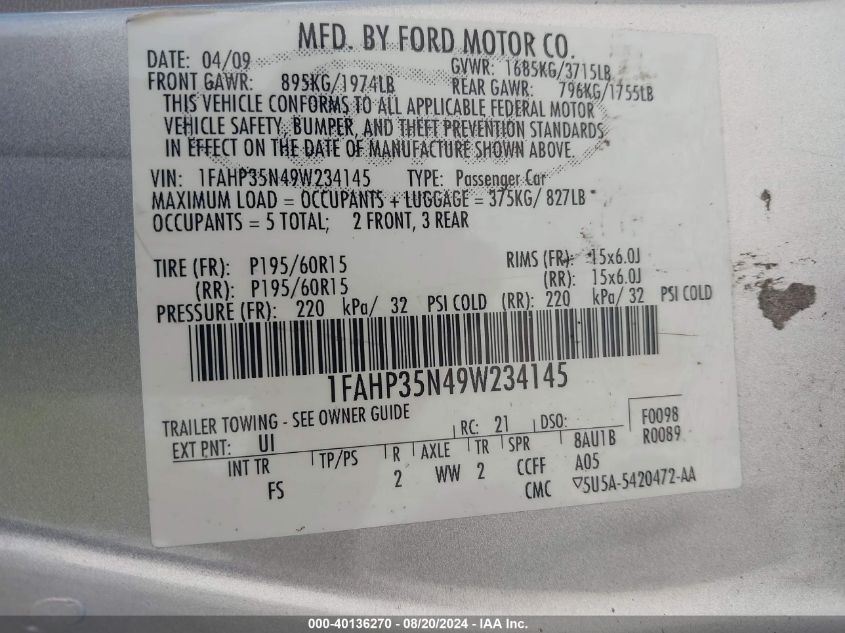 MFD. BY FORD MOTOR CO.
DATE: 04/09 GVWR: 1685KG/3715LB
FRONT GAWR: 895KG/1974LB REAR GAWR: 796KG/1755LB
THIS VEHICLE CONFORMS TO ALL APPLICABLE FEDERAL MOTOR
VEHICLE SAFETY, BUMPER, AND THEFT PREVENTION STANDARDS
IN EFFECT ON THE DATE OF MANUFACTURE SHOWN ABOVE.
VIN: 1FAHP35N49W234145 TYPE: Passenger Car
MAXIMUM LOAD = OCCUPANTS + LUGGAGE = 375KG/ 827LB
OCCUPANTS = 5 TOTAL; 2 FRONT, 3 REAR
TIRE (FR): P195/60R15 RIMS (FR): 15x6.0J
(RR): P195/60R15 (RR): 15x6.0J
PRESSURE (FR): 220 kPa/ 32 PSI COLD (RR): 220 kPa/ 32 PSI COLD
1FAHP35N49W234145
TRAILER TOWING - SEE OWNER GUIDE
EXT PNT: UI RC: 21 DSO: F0098
R0089
INT TR TP/PS R AXLE TR SPR 8AU1B
FS 2 WW 2 CCFF A05
CMC ▽5U5A-5420472-AA
000-40136270 - 08/20/2024 - IAA Inc.